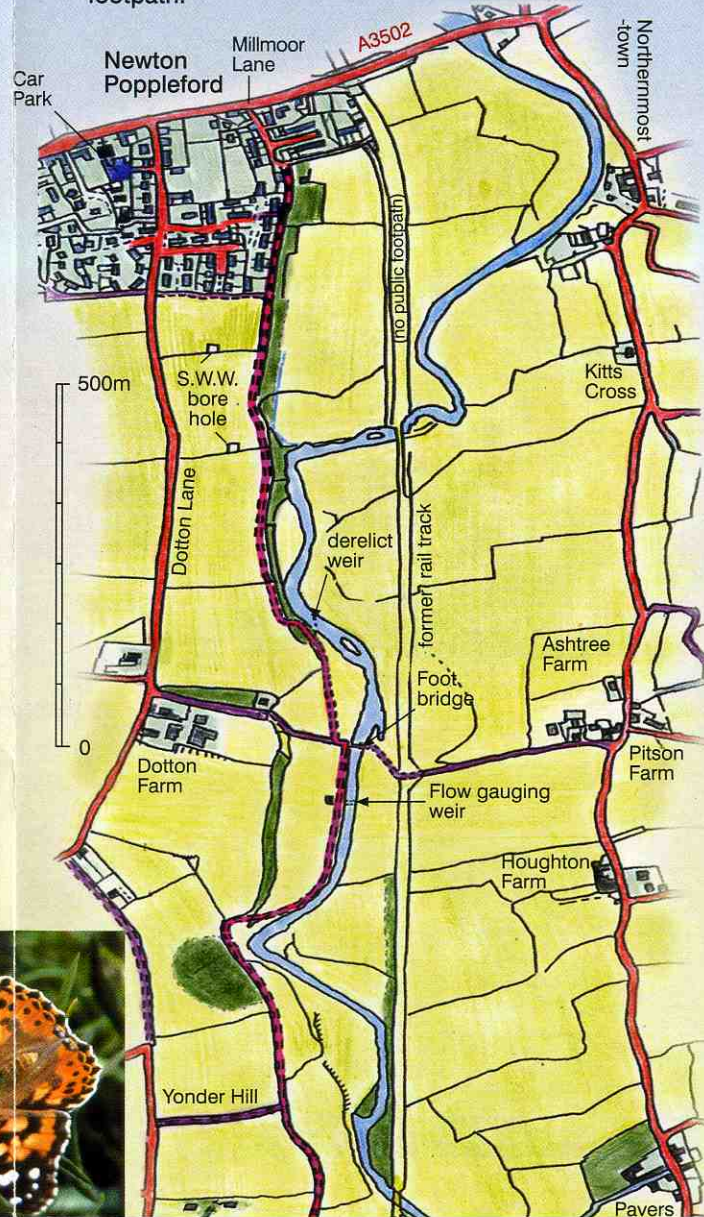 footpath.
A3502
Northernmost
-town
Millmoor
Lane
Newton
Poppleford
Car
Park
(no public footpath)
500m
S.W.W.
bore
hole
Kitts
Cross
Dotton Lane
derelict
weir
former rail track
Ashtree
Farm
Foot
bridge
0
Dotton
Farm
Pitson
Farm
Flow gauging
weir
Houghton
Farm
Yonder Hill
Pavers